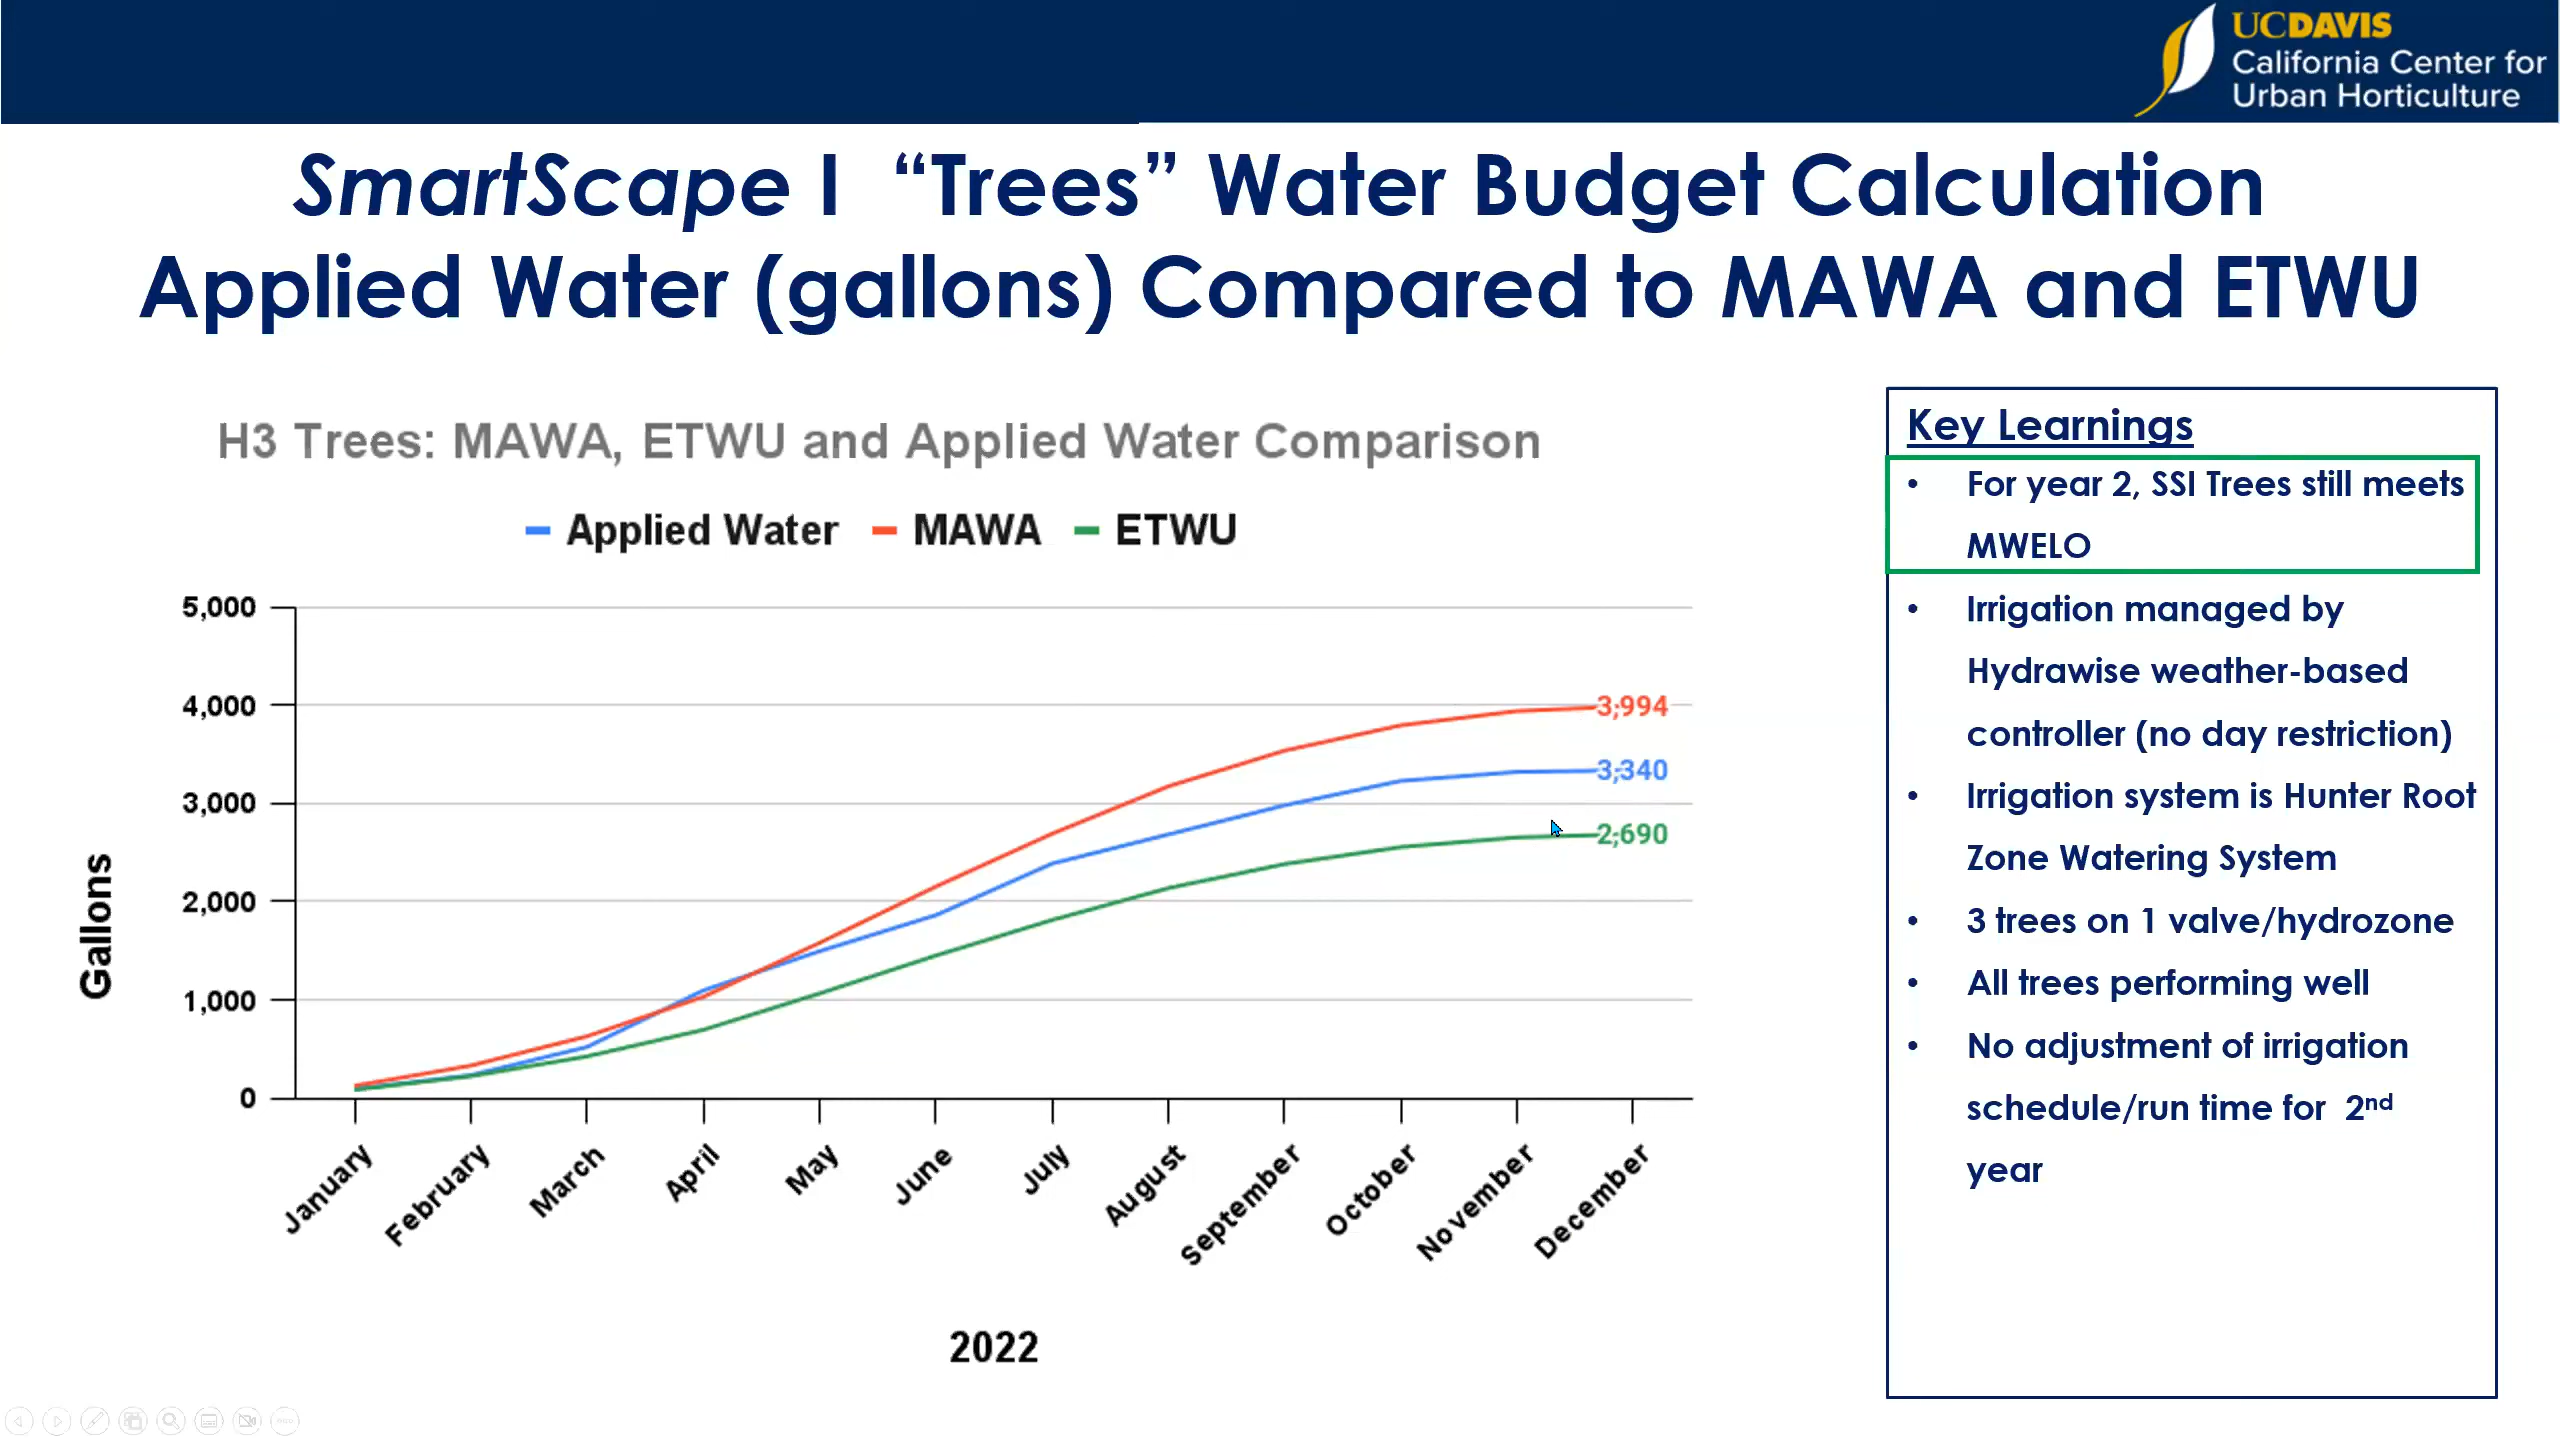 UCDAVIS
California Center for
Urban Horticulture
SmartScape I “Trees” Water Budget Calculation
Applied Water (gallons) Compared to MAWA and ETWU
H3 Trees: MAWA, ETWU and Applied Water Comparison
Applied Water MAWA ETWU
5,000
4,000
3,000
2,000
1,000
0
Gallons
3,994
3,340
2,690
January February March April May June July August September October November December
2022
Key Learnings
• For year 2, SSI Trees still meets
MWELO
• Irrigation managed by
Hydrawise weather-based
controller (no day restriction)
• Irrigation system is Hunter Root
Zone Watering System
• 3 trees on 1 valve/hydrozone
• All trees performing well
• No adjustment of irrigation
schedule/run time for 2nd
year